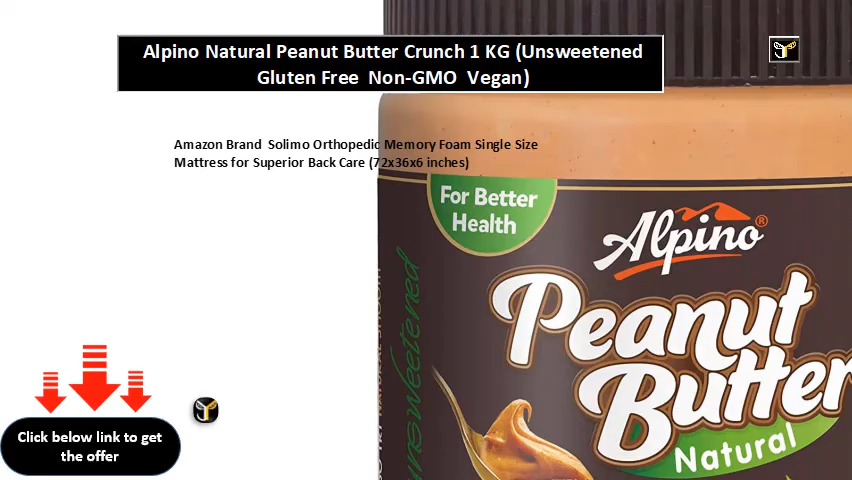 Alpino Natural Peanut Butter Crunch 1 KG (Unsweetened
Gluten Free Non-GMO Vegan)
Amazon Brand Solimo Orthopedic Memory Foam Single Size
Mattress for Superior Back Care (72x36x6 inches)
For Better
Health
Alpino®
Peanut
Butter
Natural
Click below link to get
the offer